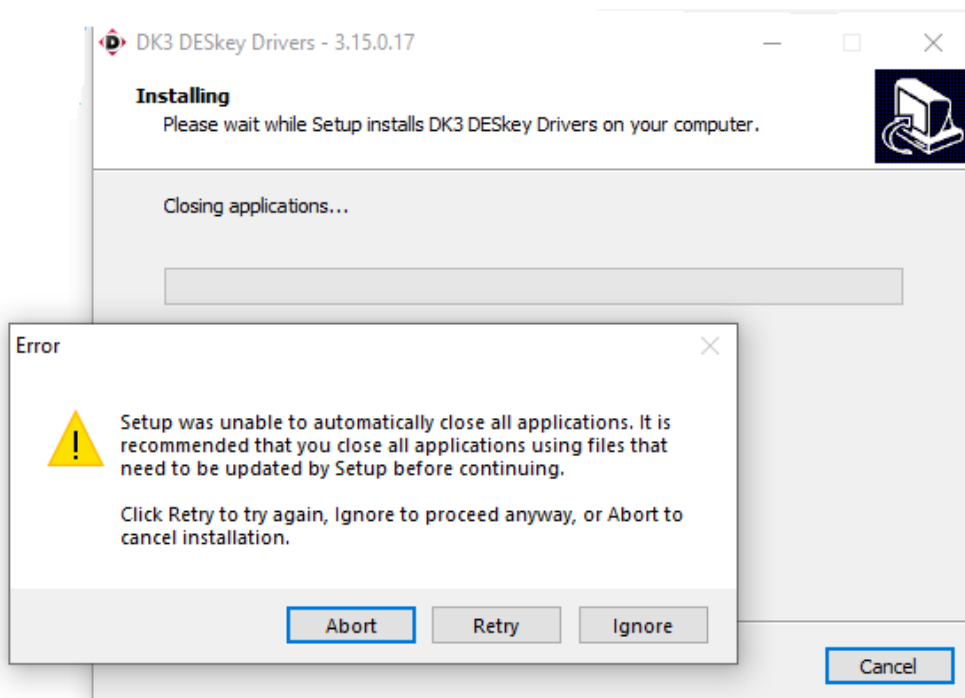 DK3 DESkey Drivers - 3.15.0.17
Installing
Please wait while Setup installs DK3 DESkey Drivers on your computer.
Closing applications...
Error
Setup was unable to automatically close all applications. It is
recommended that you close all applications using files that
need to be updated by Setup before continuing.
Click Retry to try again, Ignore to proceed anyway, or Abort to
cancel installation.
Abort
Retry
Ignore
Cancel